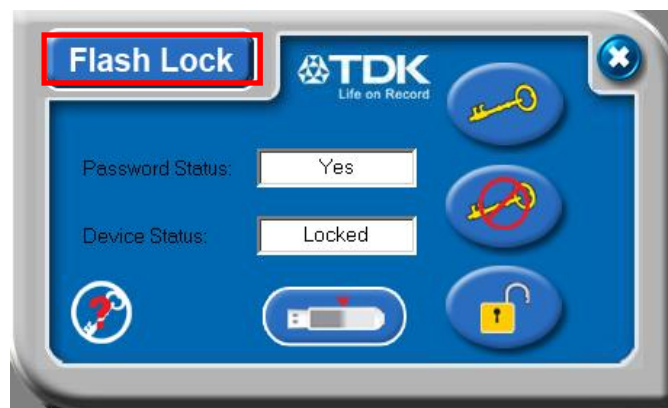 Flash Lock
TDK
Life on Record
Password Status:
Yes
Device Status:
Locked